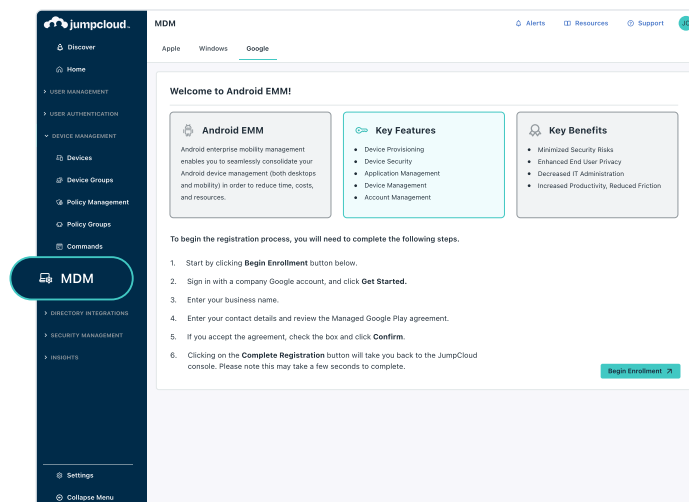 jumpcloud
Discover
Home
USER MANAGEMENT
USER AUTHENTICATION
DEVICE MANAGEMENT
Devices
Device Groups
Policy Management
Policy Groups
Commands
MDM
DIRECTORY INTEGRATIONS
SECURITY MANAGEMENT
INSIGHTS
Settings
Collapse Menu
MDM
Alerts
Resources
Support
Apple
Windows
Google
Welcome to Android EMM!
Android EMM
Android enterprise mobility management
enables you to seamlessly consolidate your
Android device management (both desktops
and mobility) in order to reduce time, costs,
and resources.
Key Features
• Device Provisioning
• Device Security
• Application Management
• Device Management
• Account Management
Key Benefits
• Minimized Security Risks
• Enhanced End User Privacy
• Decreased IT Administration
• Increased Productivity, Reduced Friction
To begin the registration process, you will need to complete the following steps.
1. Start by clicking Begin Enrollment button below.
2. Sign in with a company Google account, and click Get Started.
3. Enter your business name.
4. Enter your contact details and review the Managed Google Play agreement.
5. If you accept the agreement, check the box and click Confirm.
6. Clicking on the Complete Registration button will take you back to the JumpCloud
console. Please note this may take a few seconds to complete.
Begin Enrollment